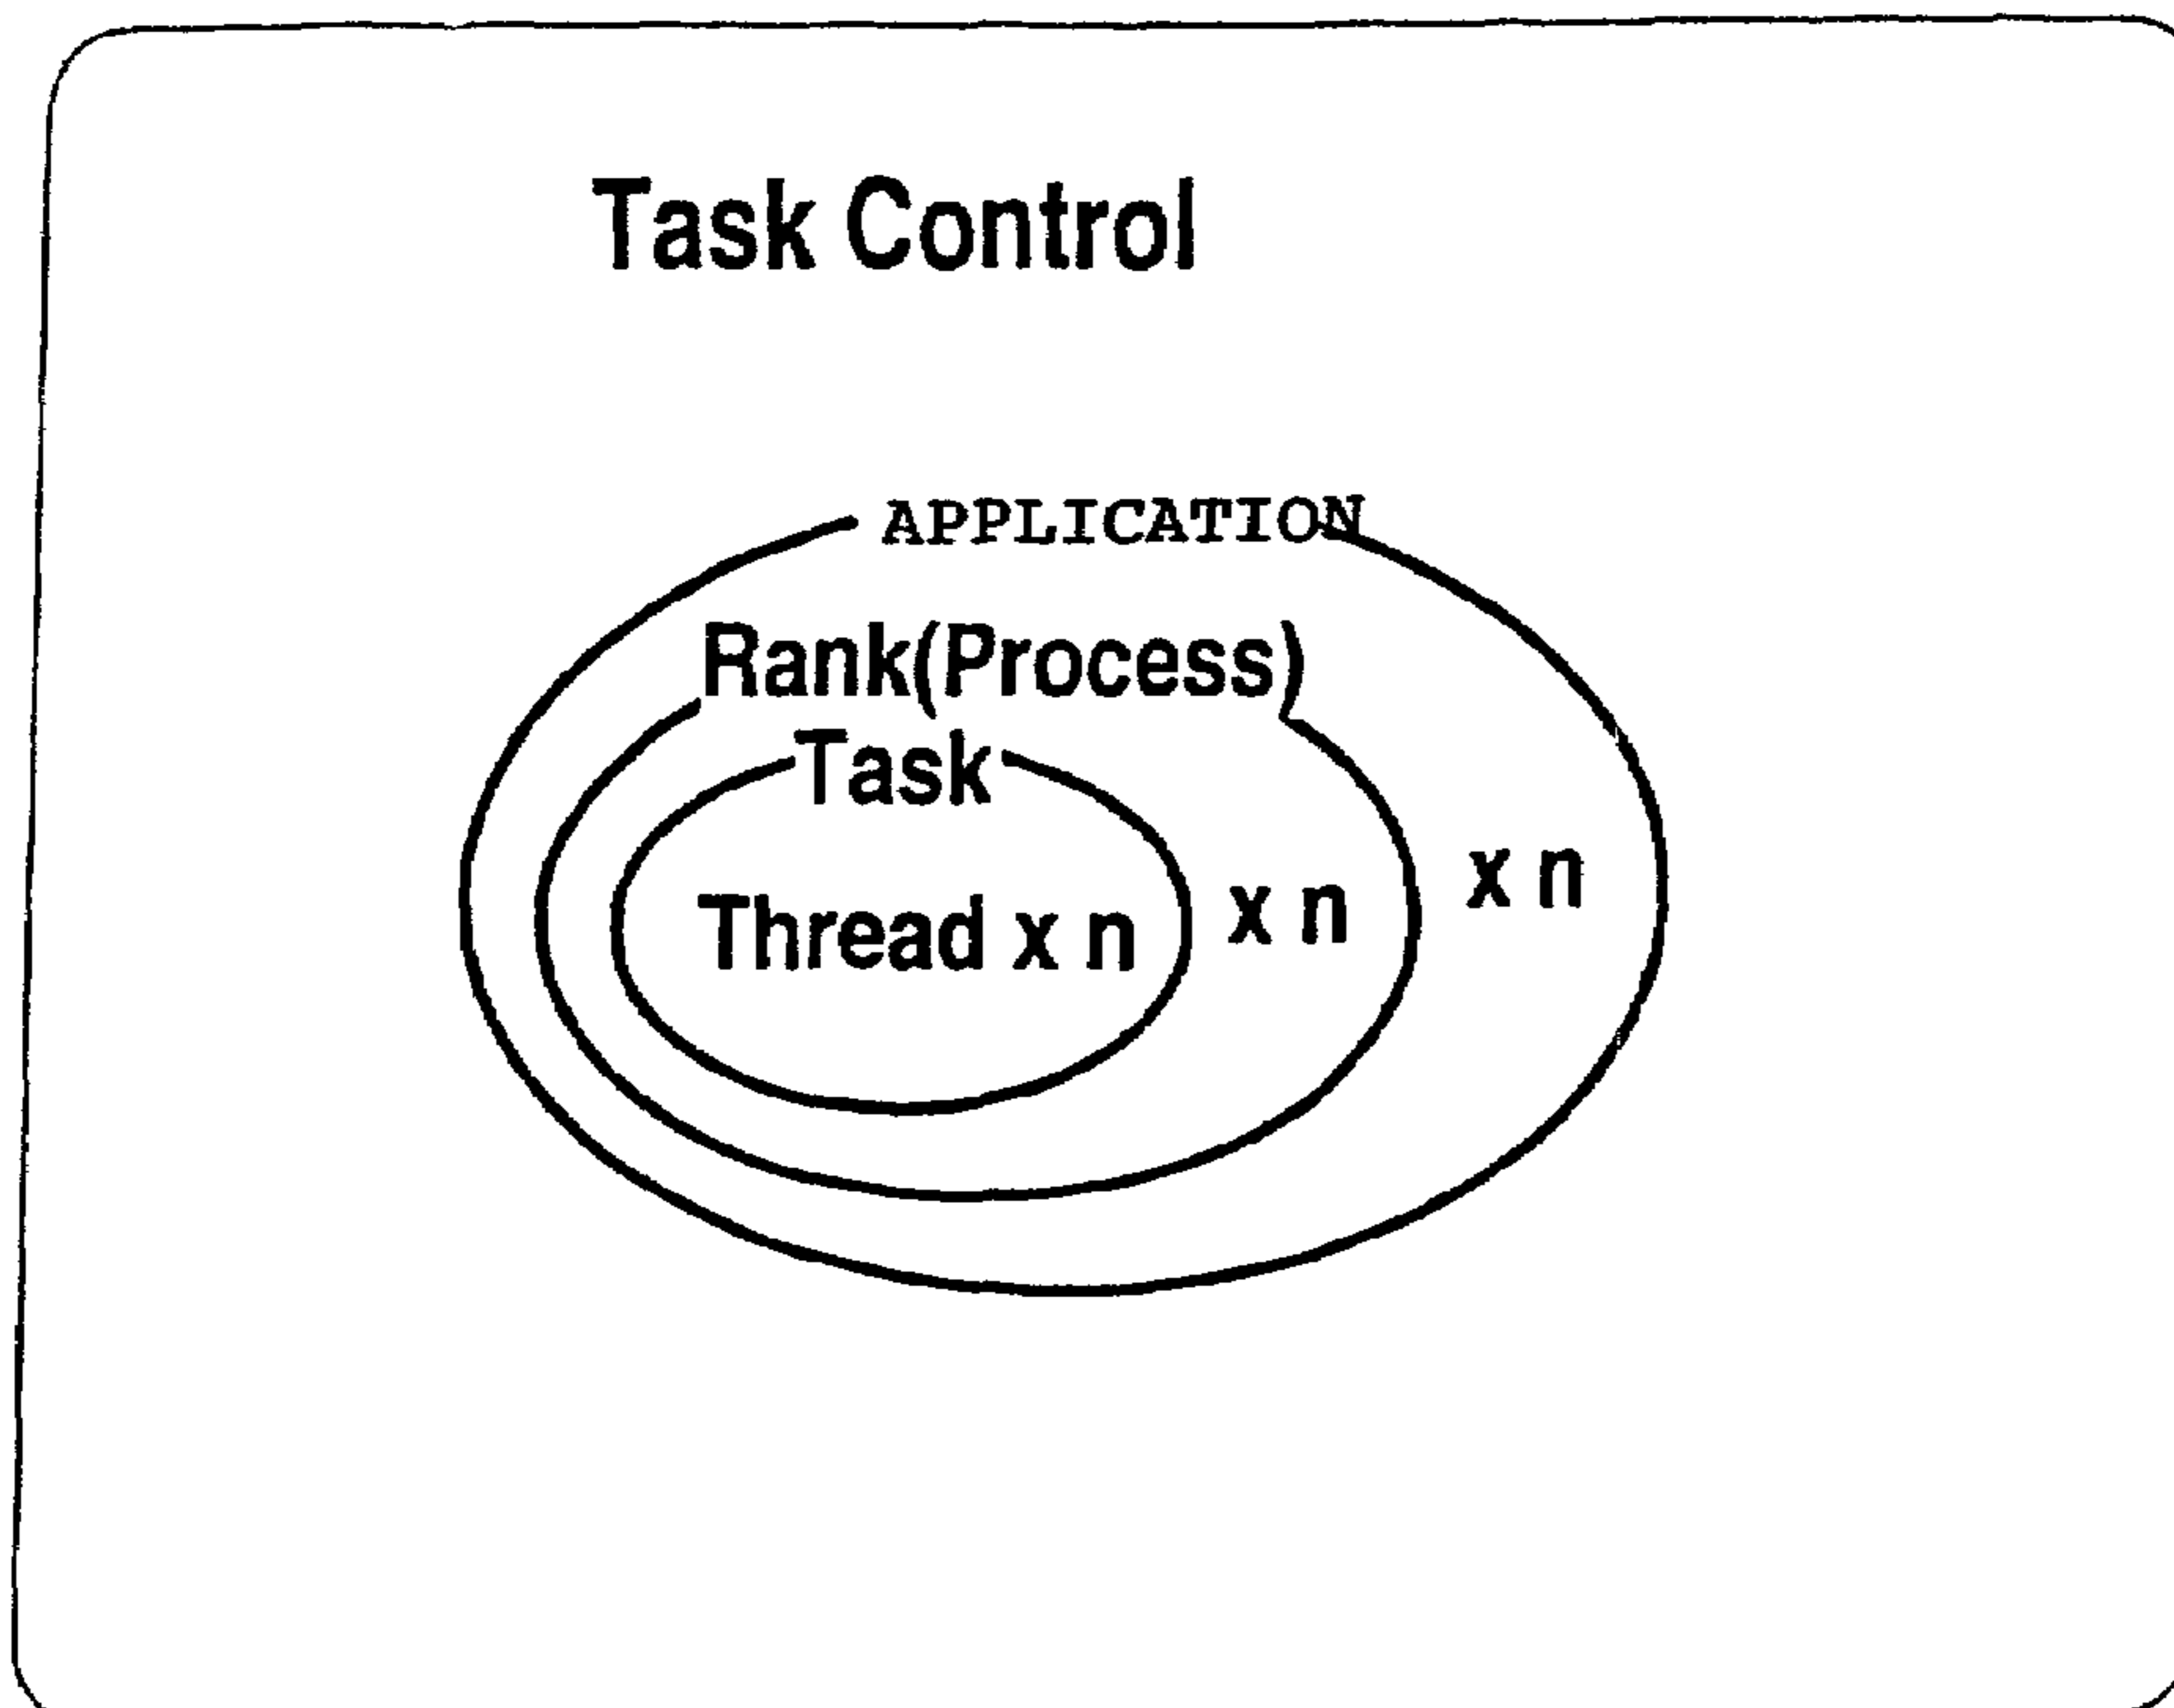 Task Control
APPLICATION
Rank(Process)
Task
Thread x n
x n
x n